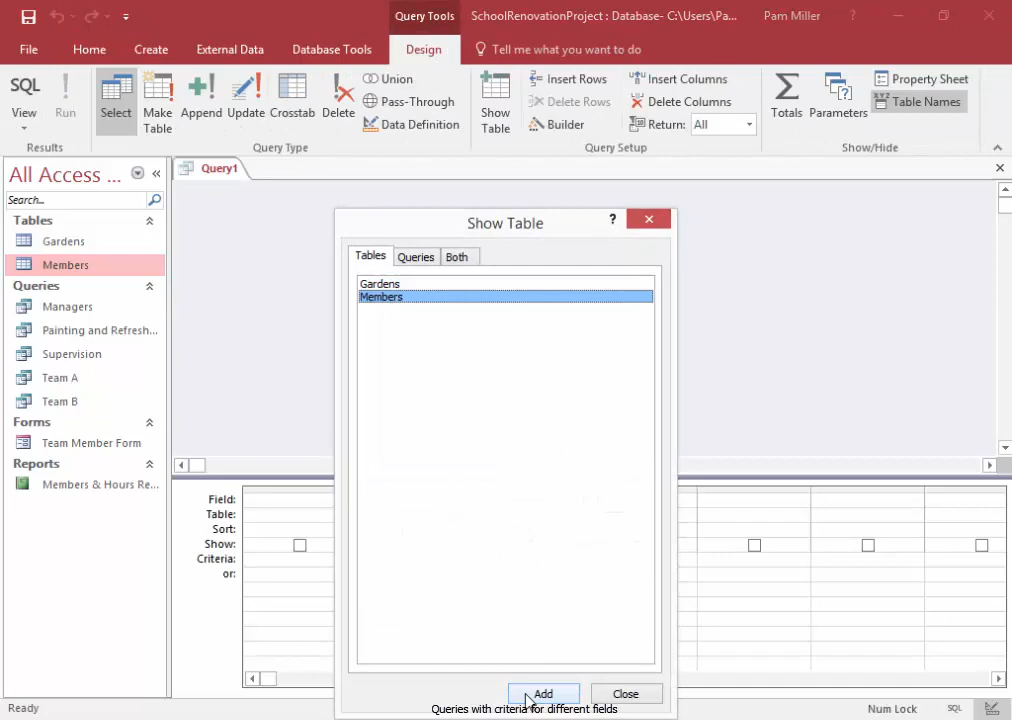 Query Tools
SchoolRenovationProject : Database- C:\Users\Pa...
Pam Miller
?
File
Home
Create
External Data
Database Tools
Design
Tell me what you want to do
SQL
View
Run
Results
Select
Make Table
Append
Update
Crosstab
Delete
Union
Pass-Through
Data Definition
Query Type
Show Table
Insert Rows
Delete Rows
Builder
Insert Columns
Delete Columns
Return: All
Query Setup
Totals
Parameters
Property Sheet
Table Names
Show/Hide
All Access ...
Search...
Tables
Gardens
Members
Queries
Managers
Painting and Refresh...
Supervision
Team A
Team B
Forms
Team Member Form
Reports
Members & Hours Re...
Query1
Show Table
?
Tables
Queries
Both
Gardens
Members
Add
Close
Field:
Table:
Sort:
Show:
Criteria:
or:
Queries with criteria for different fields
Ready
Num Lock
SQL